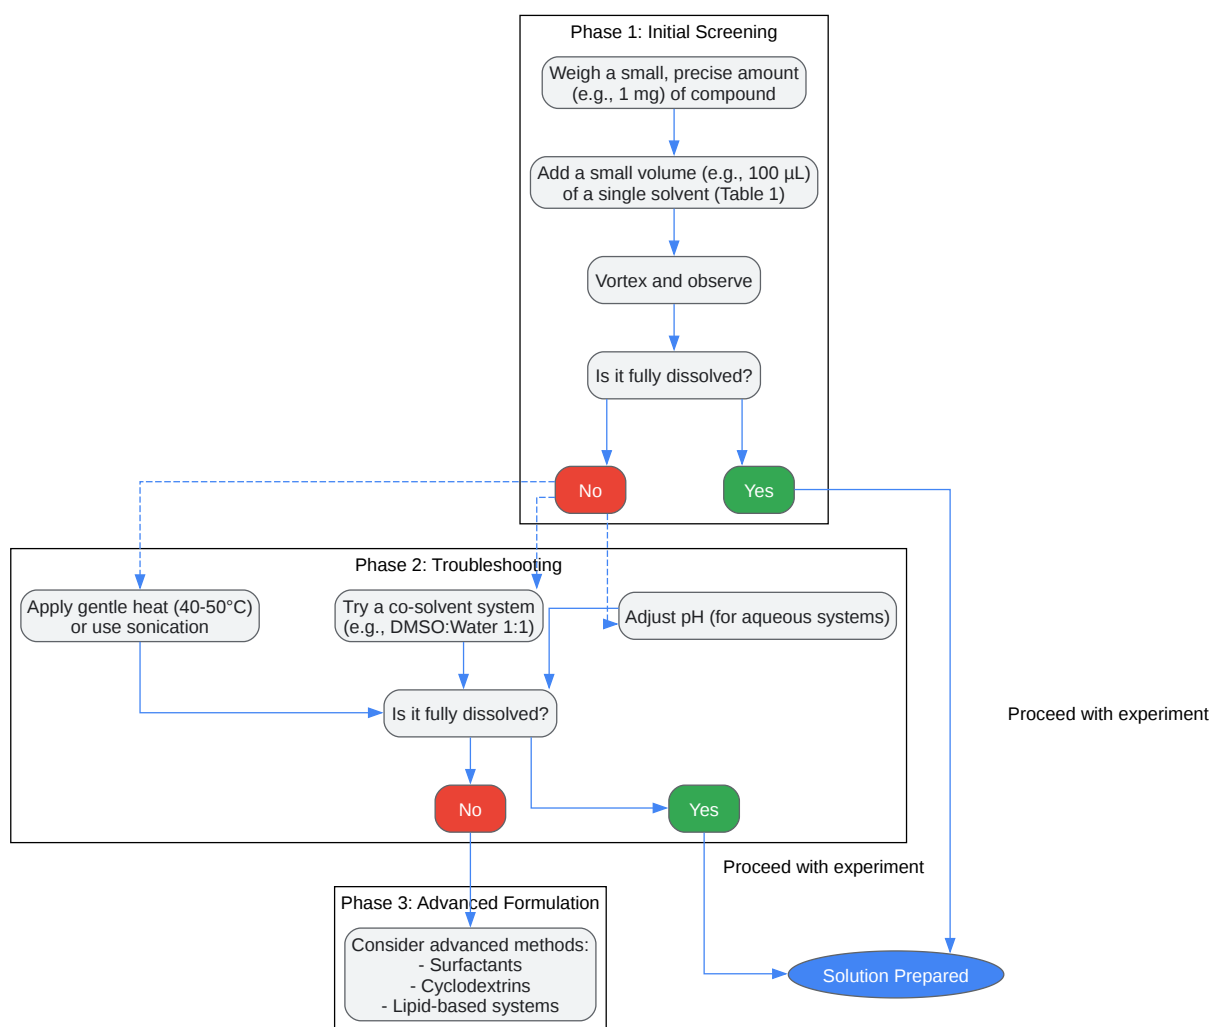 Phase 1: Initial Screening
Weigh a small, precise amount
(e.g., 1 mg) of compound
Add a small volume (e.g., 100 µL)
of a single solvent (Table 1)
Vortex and observe
Is it fully dissolved?
No
Yes
Phase 2: Troubleshooting
Apply gentle heat (40-50°C)
or use sonication
Try a co-solvent system
(e.g., DMSO:Water 1:1)
Adjust pH (for aqueous systems)
Is it fully dissolved?
Proceed with experiment
No
Yes
Proceed with experiment
Phase 3: Advanced Formulation
Consider advanced methods:
- Surfactants
- Cyclodextrins
- Lipid-based systems
Solution Prepared